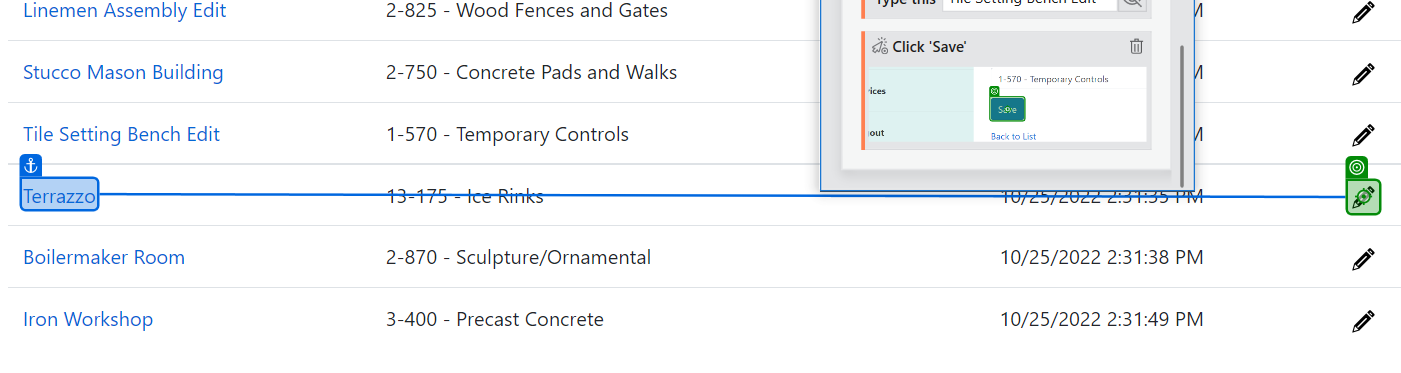 Linemen Assembly Edit 2-825 - Wood Fences and Gates
Type this Tile Setting Bench Edit
Click 'Save'
Stucco Mason Building 2-750 - Concrete Pads and Walks
1-570 - Temporary Controls
Save
Back to List
Tile Setting Bench Edit 1-570 - Temporary Controls
Terrazzo 13-175 - Ice Rinks 10/25/2022 2:31:35 PM
Boilermaker Room 2-870 - Sculpture/Ornamental 10/25/2022 2:31:38 PM
Iron Workshop 3-400 - Precast Concrete 10/25/2022 2:31:49 PM